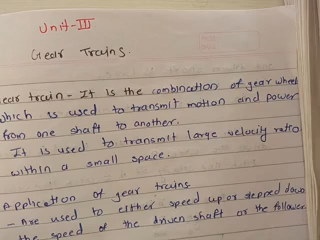 Unit-III
Gear Trains.
Gear train - It is the combination of gear wheel
which is used to transmit motion and power
from one shaft to another.
It is used to transmit large velocity ratio
within a small space.
Application of gear trains
- Are used to either speed up or stepped down
the speed of the driven shaft or the follower